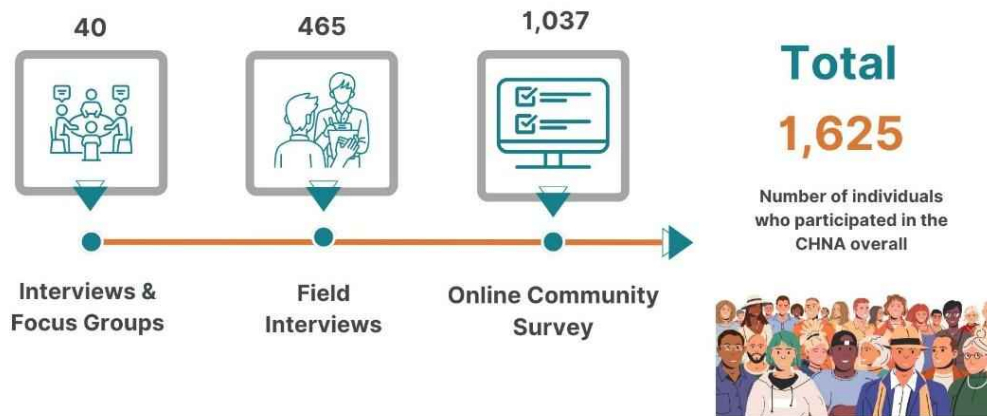 40
465
1,037
Interviews &
Focus Groups
Field
Interviews
Online Community
Survey
Total
1,625
Number of individuals
who participated in the
CHNA overall